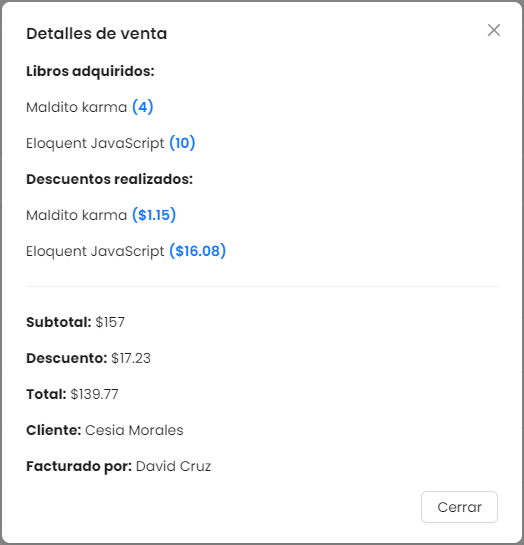 Detalles de venta
Libros adquiridos:
Maldito karma (4)
Eloquent JavaScript (10)
Descuentos realizados:
Maldito karma ($1.15)
Eloquent JavaScript ($16.08)
Subtotal: $157
Descuento: $17.23
Total: $139.77
Cliente: Cesia Morales
Facturado por: David Cruz
Cerrar